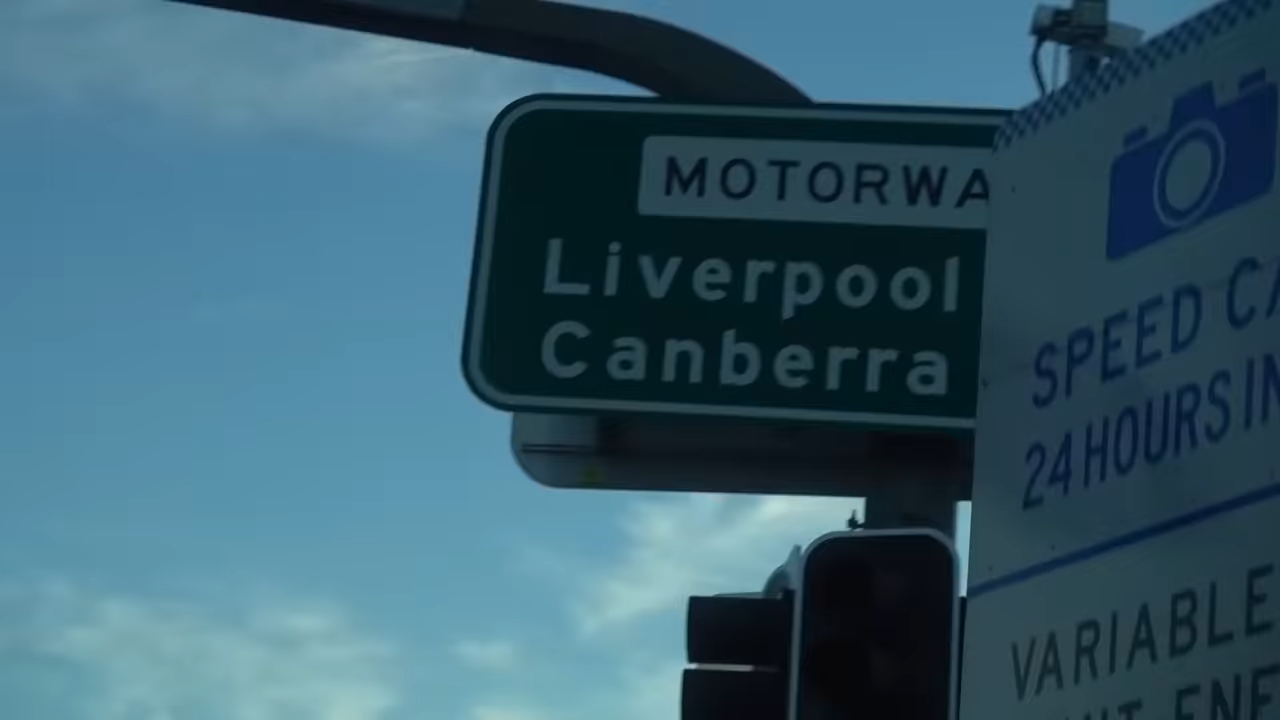 MOTORWA
Liverpool
Canberra
SPEED CA
24 HOURS IN
VARIABLE